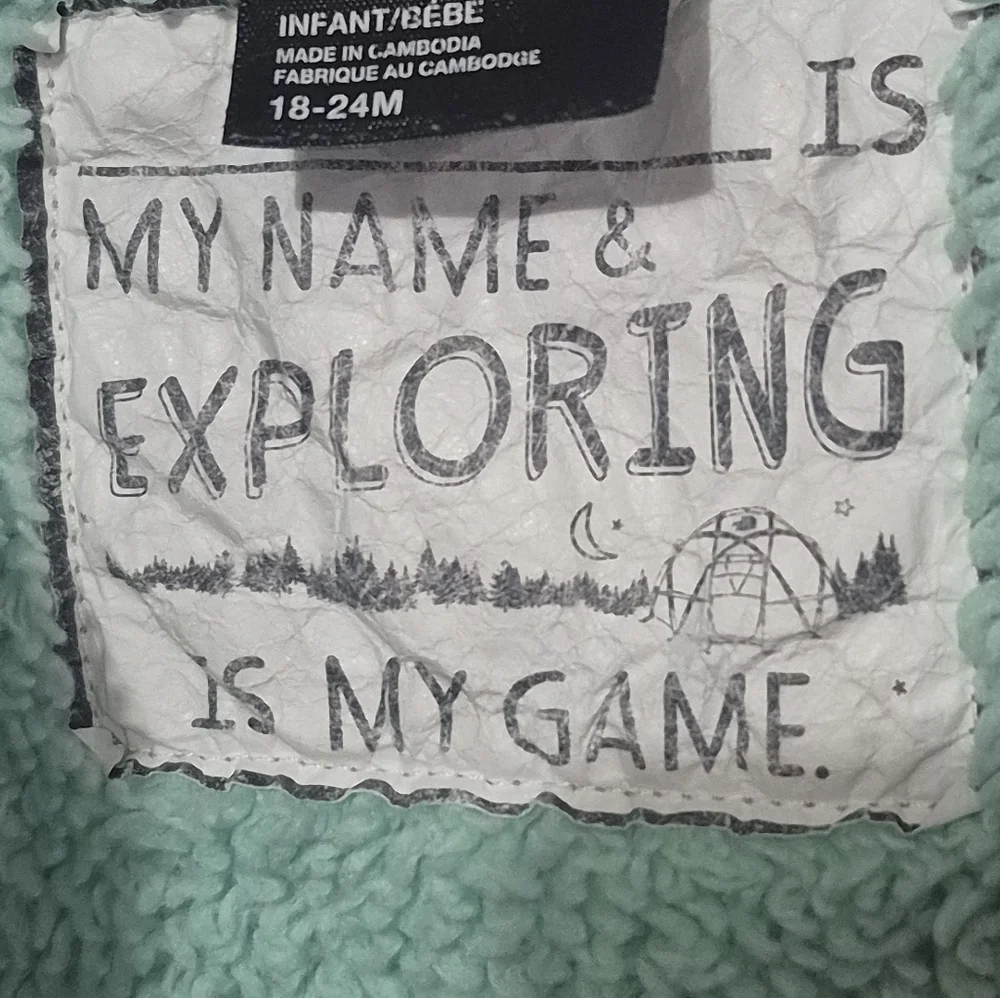 INFANT/BÉBÉ
MADE IN CAMBODIA
FABRIQUE AU CAMBODGE
18-24M
IS
MY NAME &
EXPLORING
IS MY GAME.